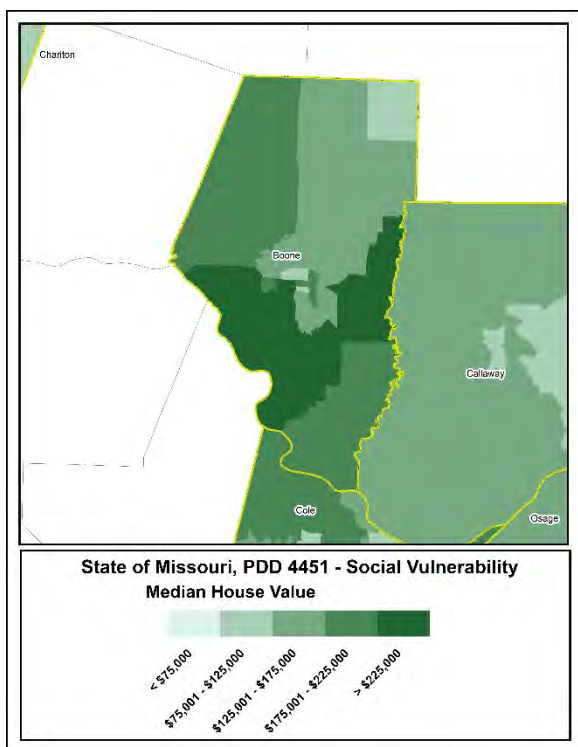 Chariton
Boone
Callaway
Cole
Osage
State of Missouri, PDD 4451 - Social Vulnerability
Median House Value
< $75,000
$75,001 - $125,000
$125,001 - $175,000
$175,001 - $225,000
> $225,000